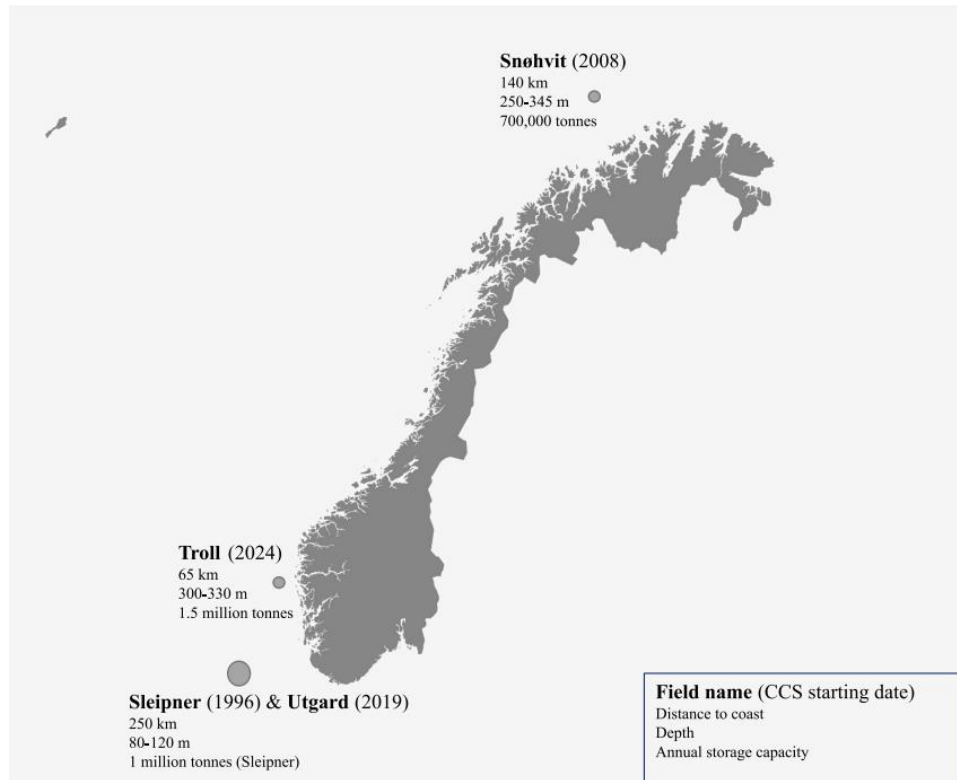 Snøhvit (2008)
140 km
250-345 m
700,000 tonnes
Troll (2024)
65 km
300-330 m
1.5 million tonnes
Sleipner (1996) & Utgard (2019)
250 km
80-120 m
1 million tonnes (Sleipner)
Field name (CCS starting date)
Distance to coast
Depth
Annual storage capacity